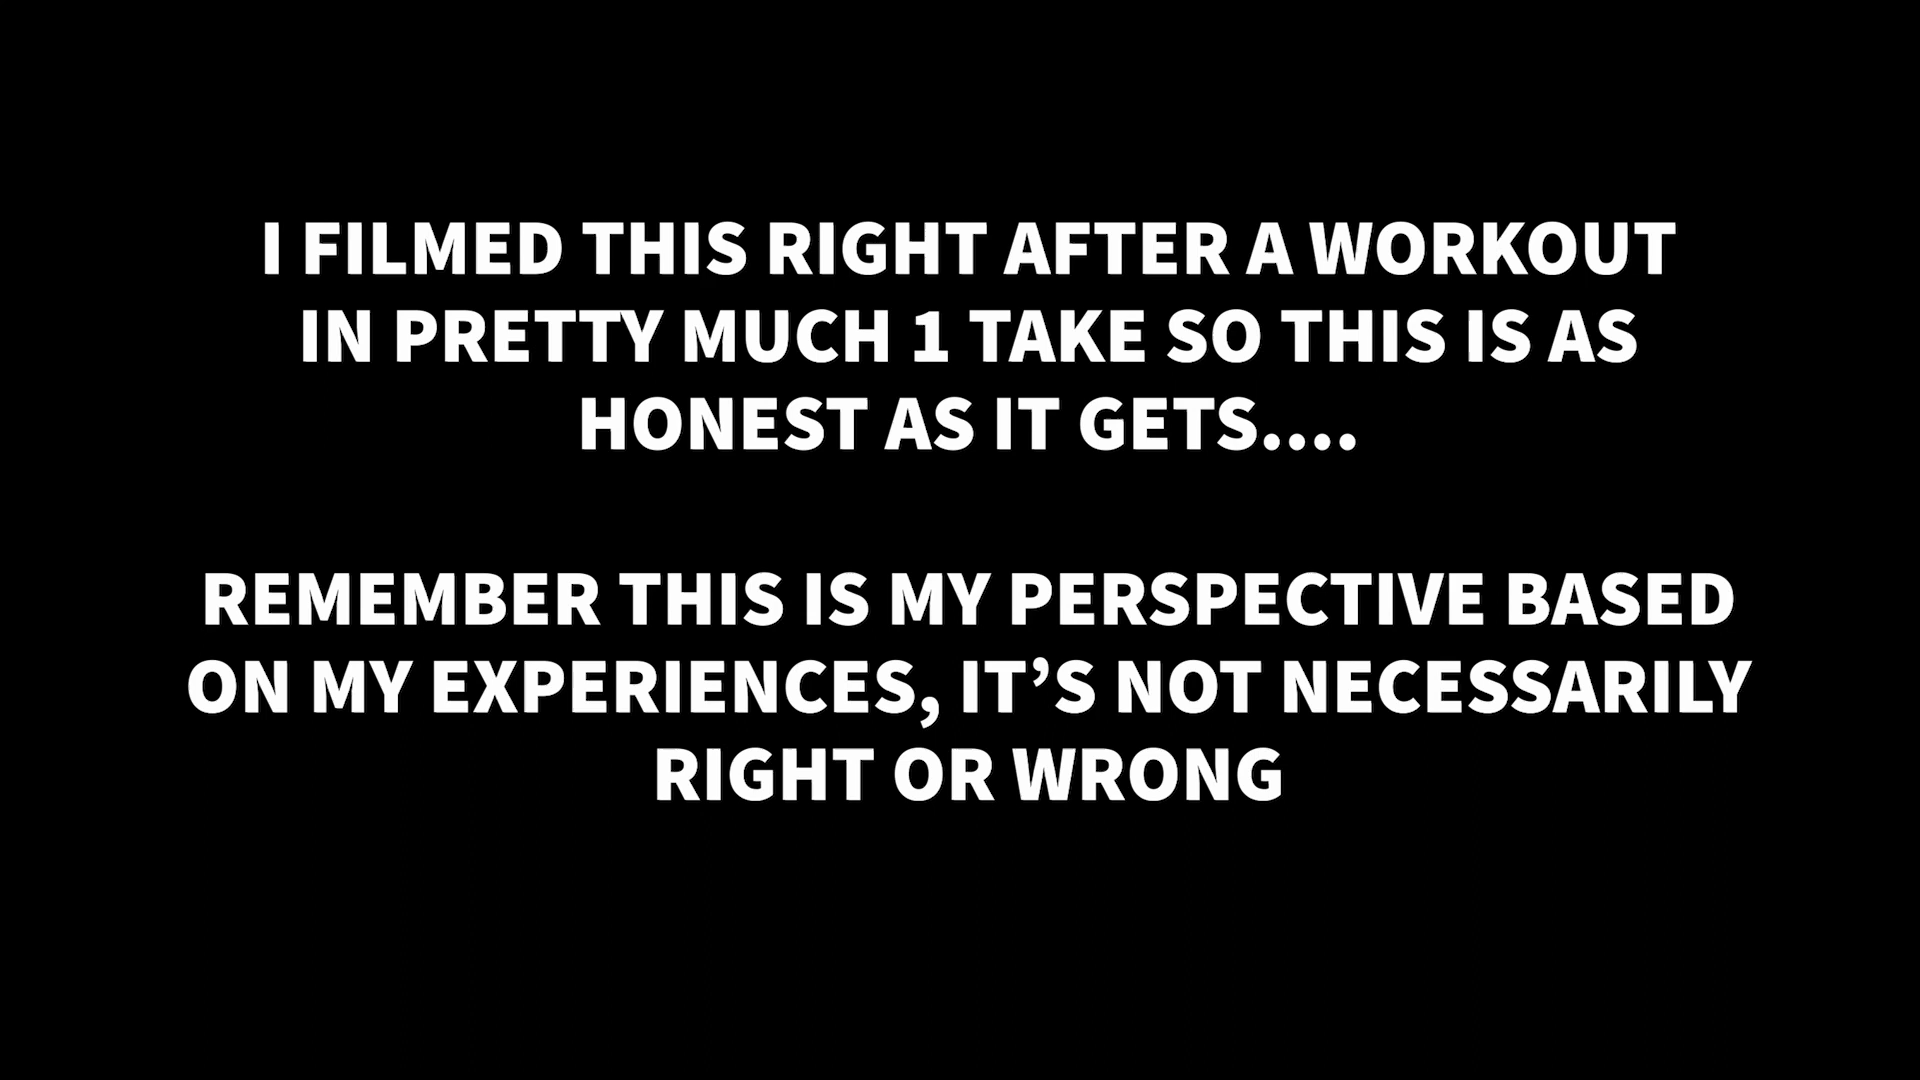 I FILMED THIS RIGHT AFTER A WORKOUT
IN PRETTY MUCH 1 TAKE SO THIS IS AS
HONEST AS IT GETS....
REMEMBER THIS IS MY PERSPECTIVE BASED
ON MY EXPERIENCES, IT’S NOT NECESSARILY
RIGHT OR WRONG